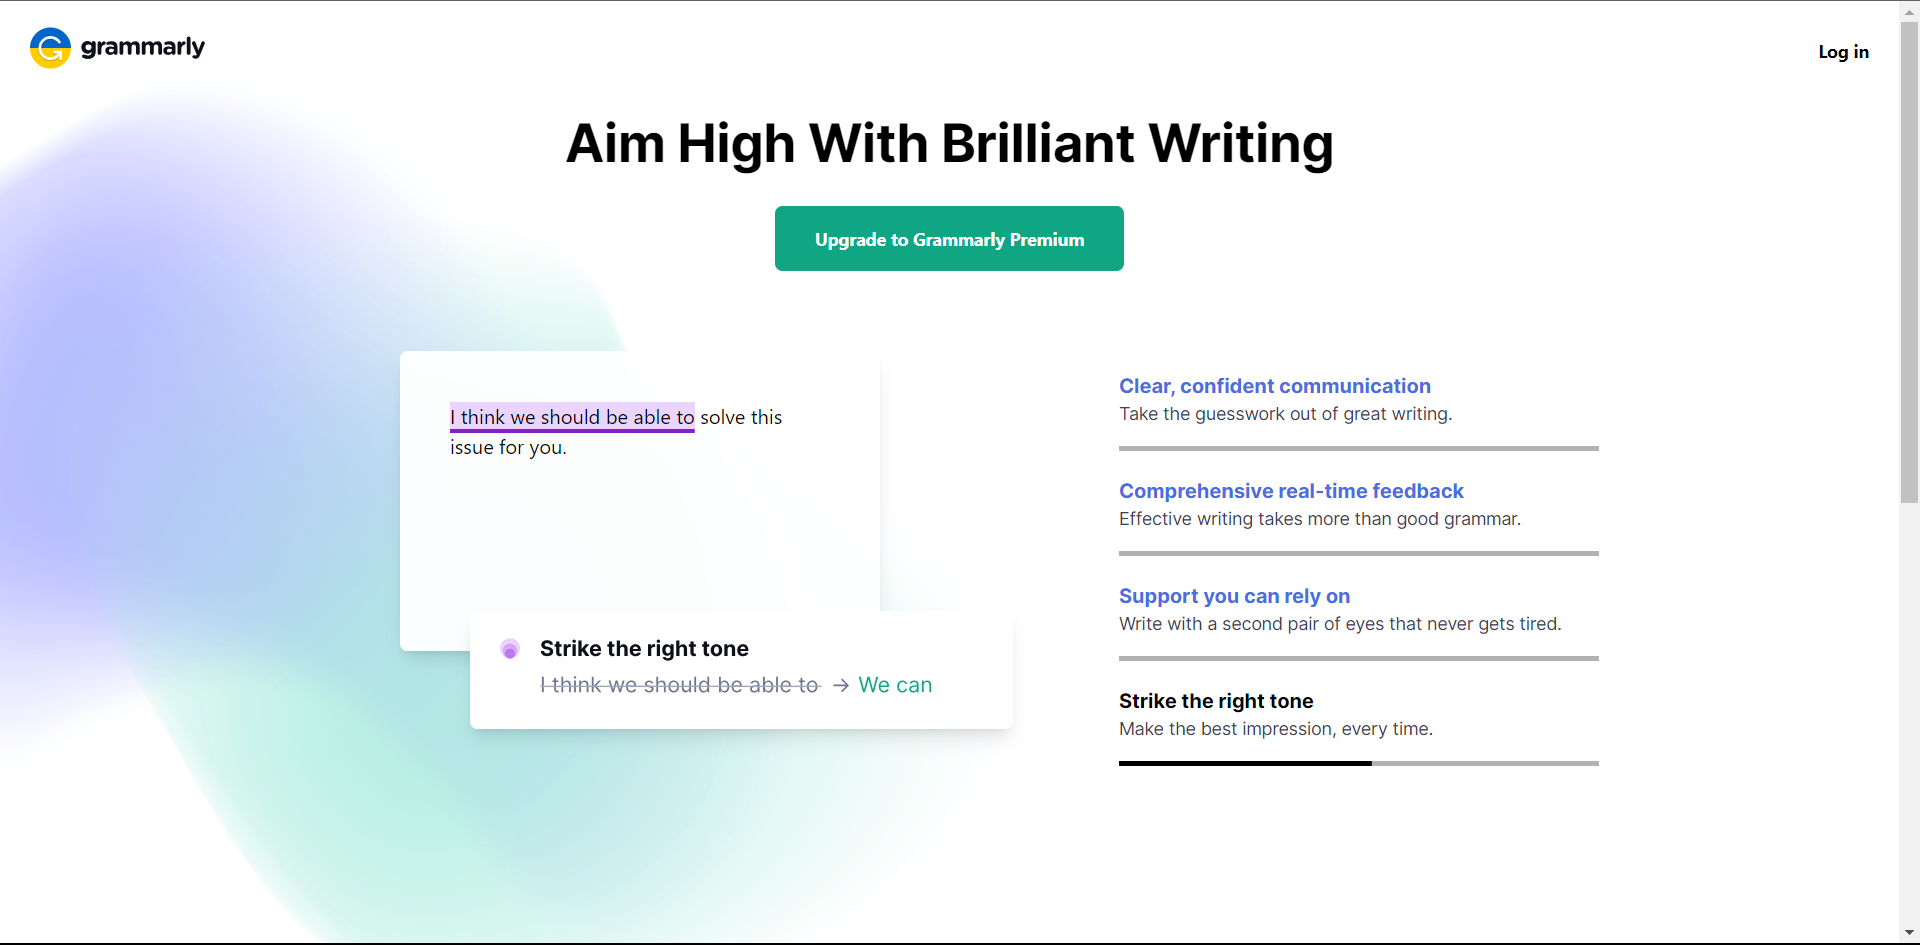 grammarly
Log in
Aim High With Brilliant Writing
Upgrade to Grammarly Premium
I think we should be able to solve this
issue for you.
Strike the right tone
I think we should be able to → We can
Clear, confident communication
Take the guesswork out of great writing.
Comprehensive real-time feedback
Effective writing takes more than good grammar.
Support you can rely on
Write with a second pair of eyes that never gets tired.
Strike the right tone
Make the best impression, every time.